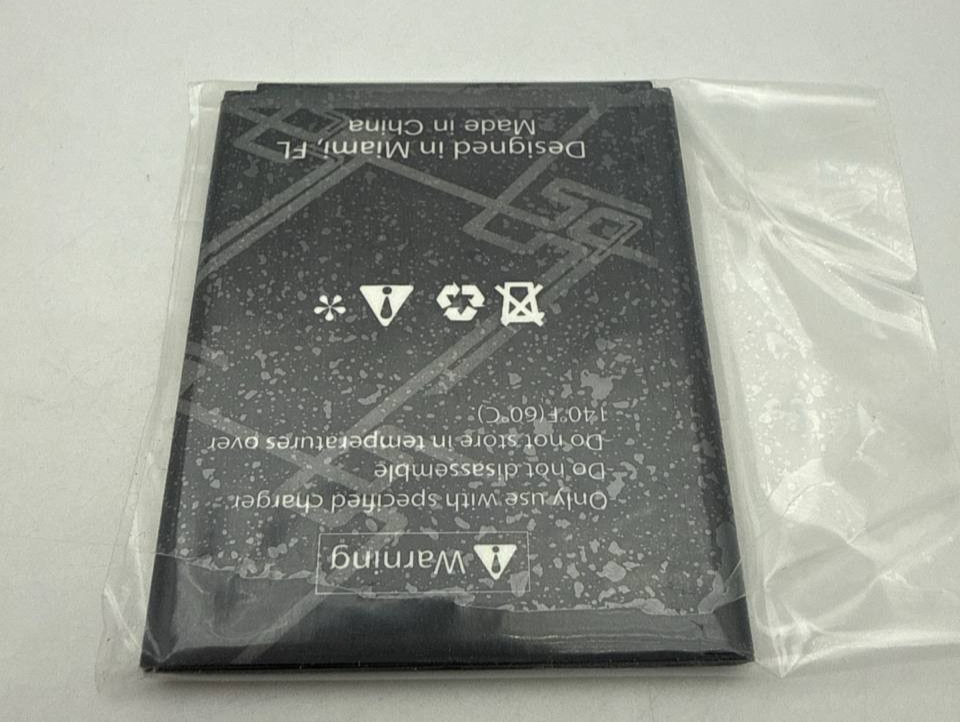 Warning
Only use with specified charger
Do not disassemble
Do not store in temperatures over
140°F(60°C).
Designed in Miami, FL
Made in China